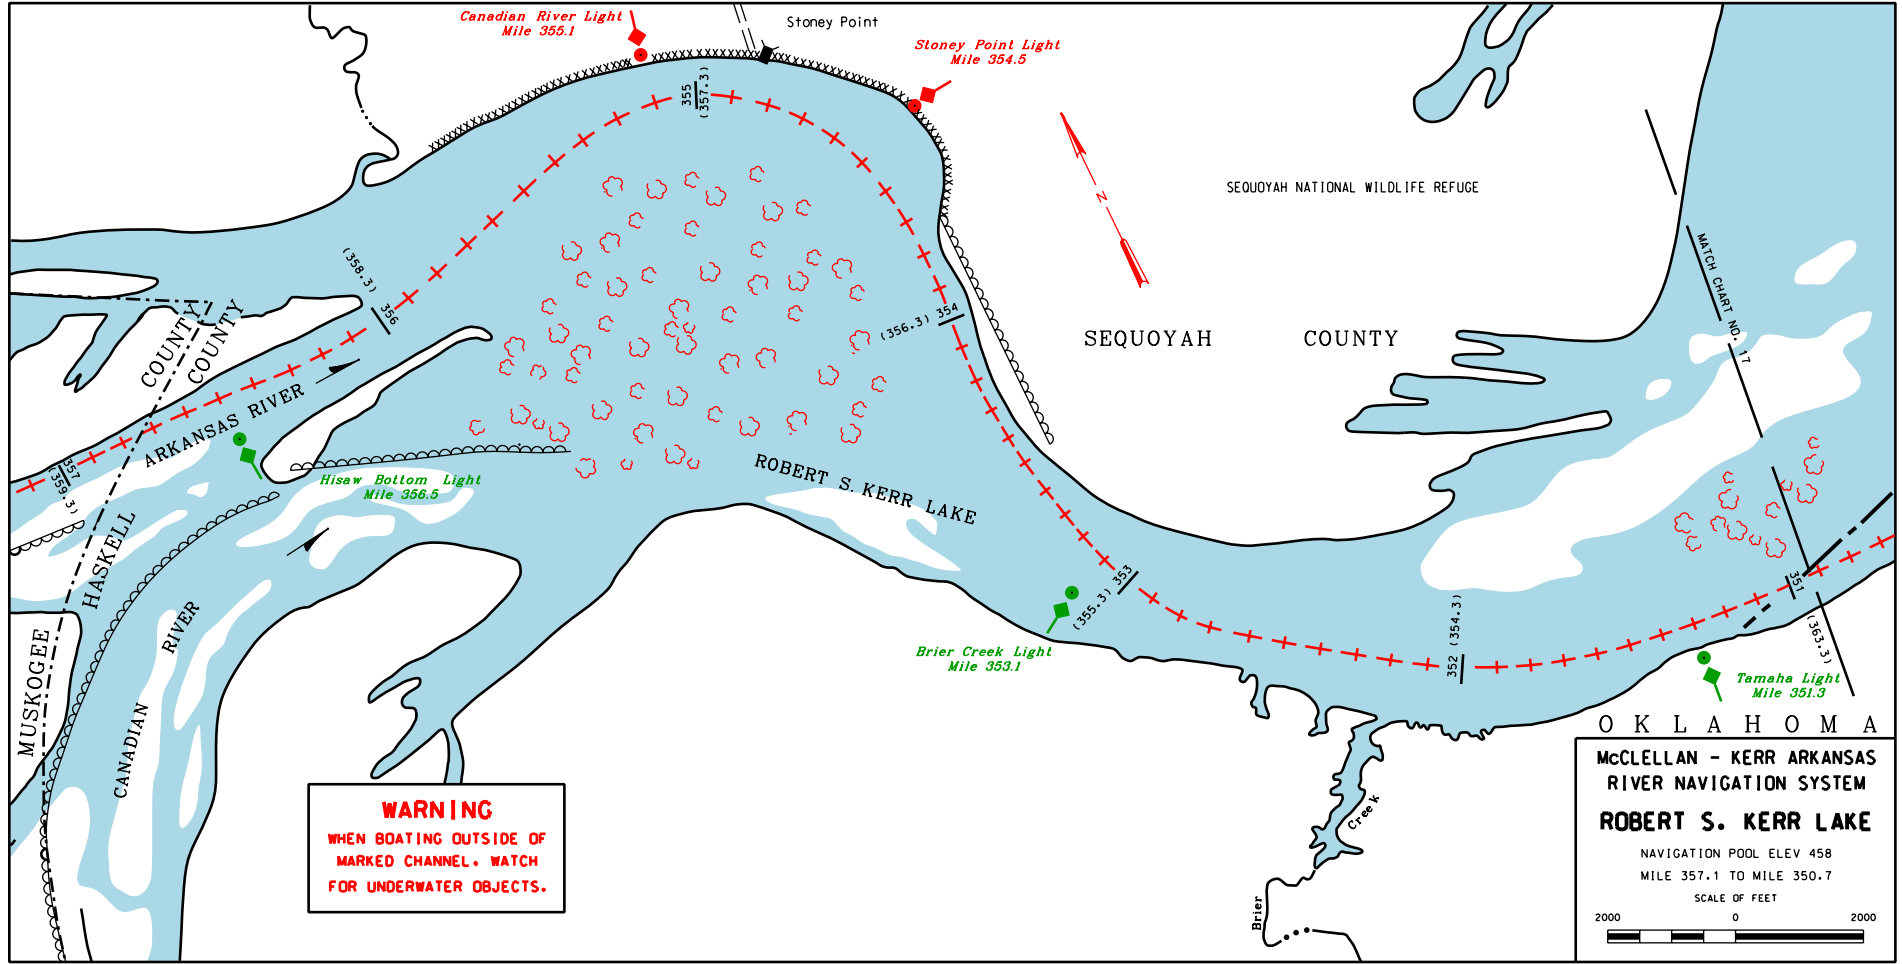 Canadian River Light
Mile 355.1
Stoney Point
Stoney Point Light
Mile 354.5
355
(357.3)
N
SEQUOYAH NATIONAL WILDLIFE REFUGE
MATCH CHART NO. 17
(358.3) 356
(356.3) 354
SEQUOYAH COUNTY
COUNTY
COUNTY
ARKANSAS RIVER
357
(359.3)
Hisaw Bottom Light
Mile 356.5
ROBERT S. KERR LAKE
HASKELL
MUSKOGEE
CANADIAN RIVER
(355.3) 353
Brier Creek Light
Mile 353.1
352 (354.3)
351
(363.3)
Tamaha Light
Mile 351.3
OKLAHOMA
Brier Creek
WARNING
WHEN BOATING OUTSIDE OF
MARKED CHANNEL. WATCH
FOR UNDERWATER OBJECTS.
McCLELLAN - KERR ARKANSAS
RIVER NAVIGATION SYSTEM
ROBERT S. KERR LAKE
NAVIGATION POOL ELEV 458
MILE 357.1 TO MILE 350.7
SCALE OF FEET
2000 0 2000